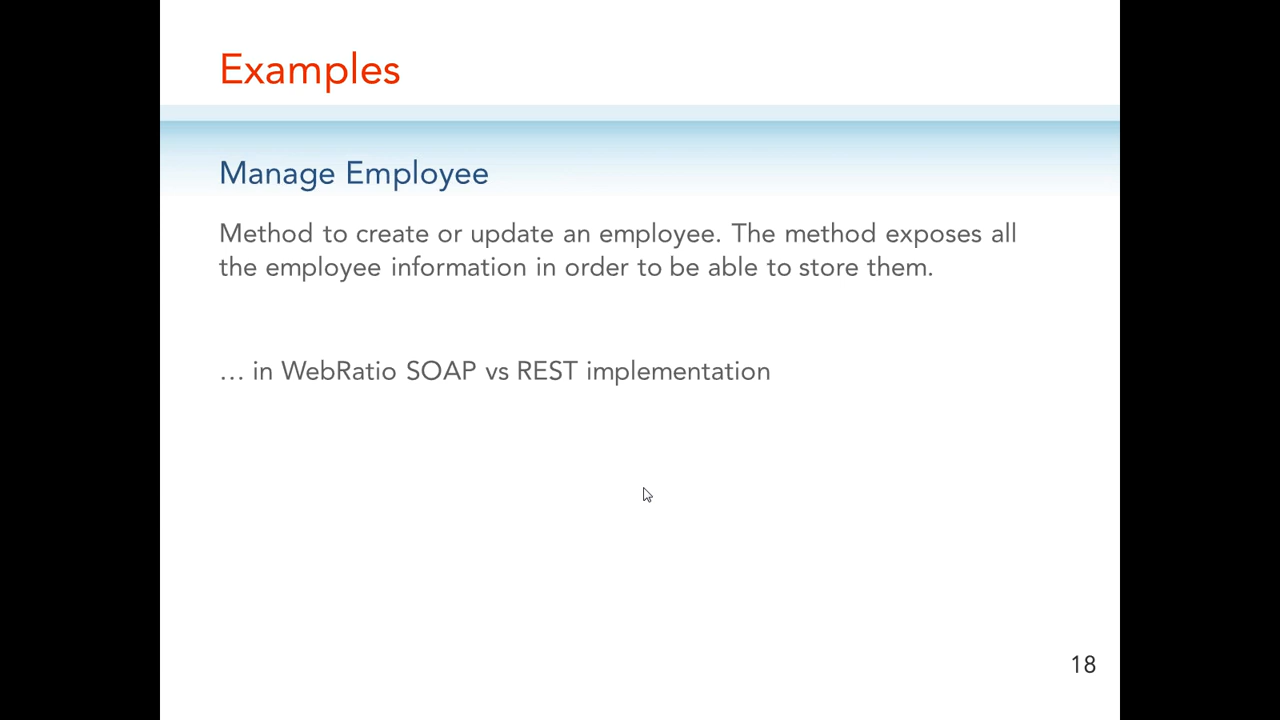 Examples
Manage Employee
Method to create or update an employee. The method exposes all
the employee information in order to be able to store them.
… in WebRatio SOAP vs REST implementation
18